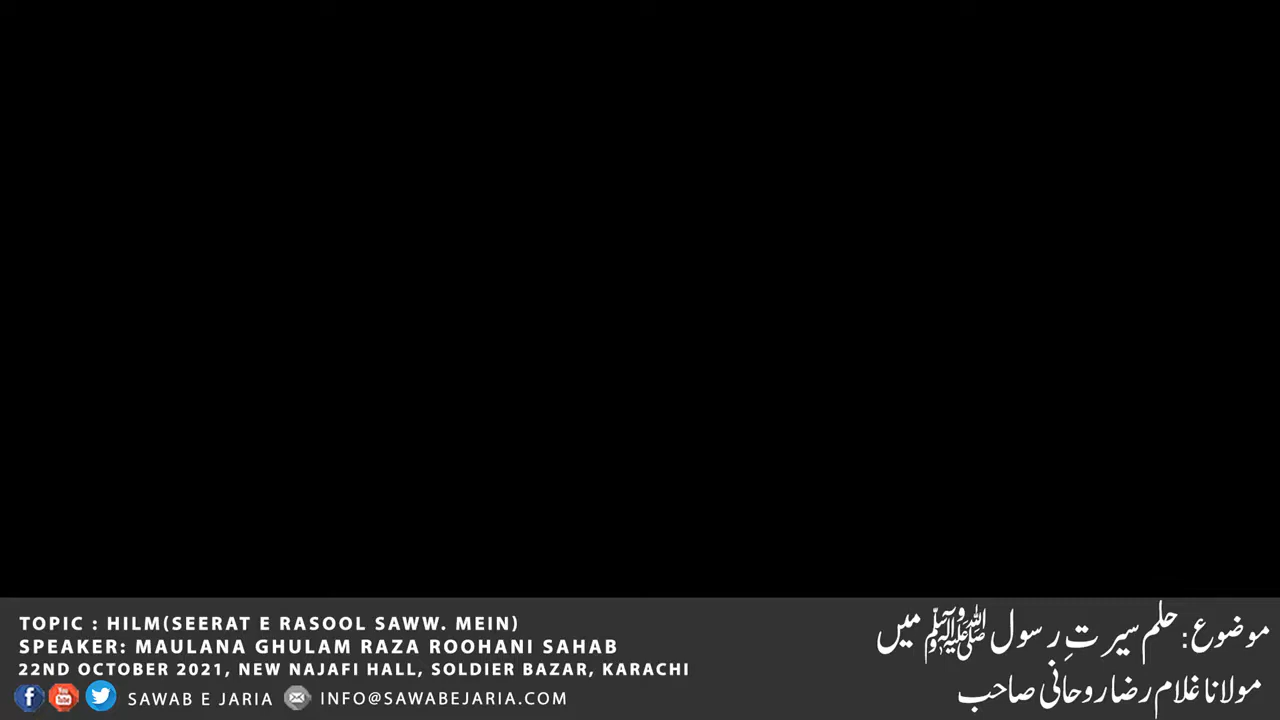 TOPIC : HILM(SEERAT E RASOOL SAWW. MEIN)
SPEAKER: MAULANA GHULAM RAZA ROOHANI SAHAB
22ND OCTOBER 2021, NEW NAJAFI HALL, SOLDIER BAZAR, KARACHI
SAWAB E JARIA INFO@SAWABEJARIA.COM
موضوع: حلم سیرتِ رسول صلی اللہ علیہ وآلہ وسلم میں
مولانا غلام رضا روحانی صاحب